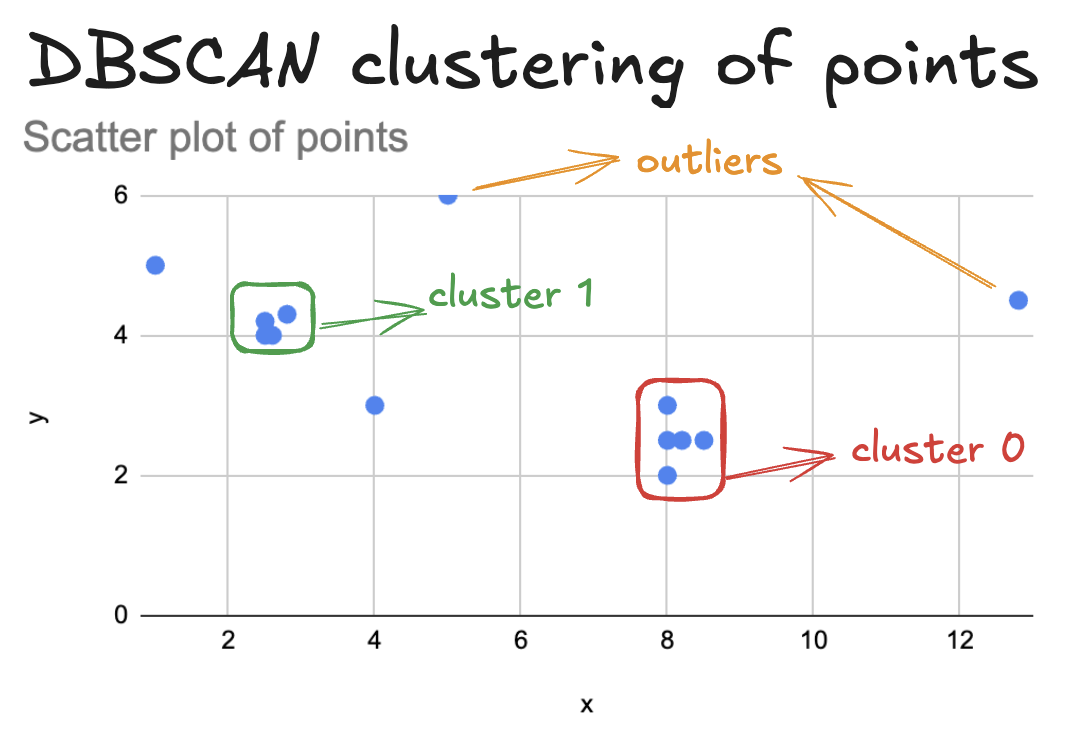 DBSCAN clustering of points
Scatter plot of points
outliers
6
cluster 1
4
y
cluster 0
2
0
2 4 6 8 10 12
x